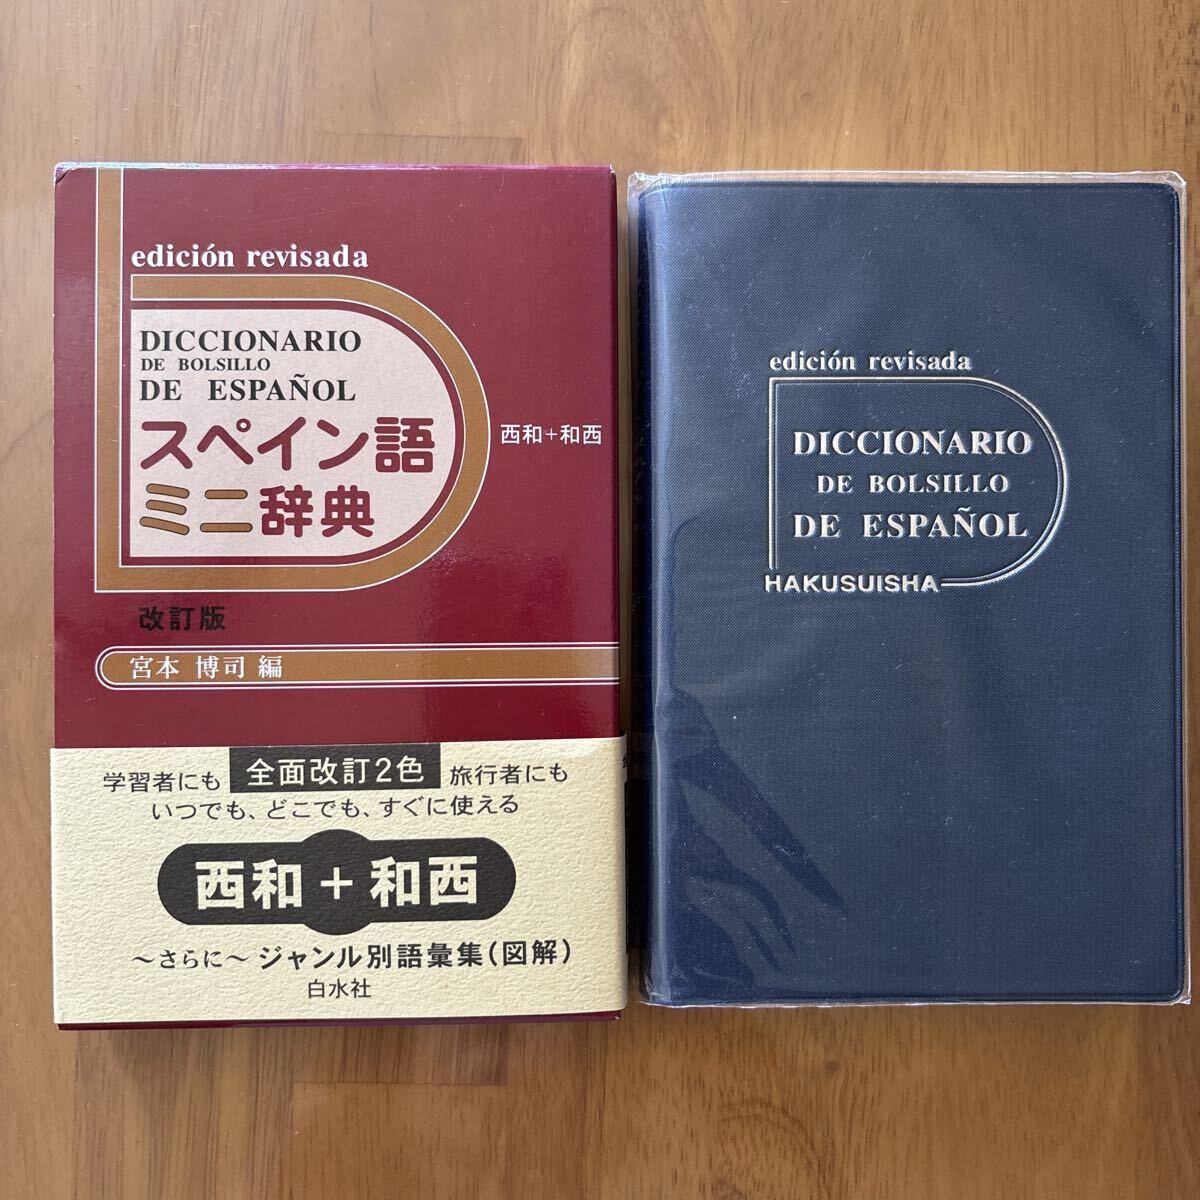 edición revisada
DICCIONARIO
DE BOLSILLO
DE ESPAÑOL
スペイン語
ミニ辞典
西和+和西
改訂版
宮本 博司 編
学習者にも 全面改訂2色 旅行者にも
いつでも、どこでも、すぐに使える
西和+和西
~さらに~ ジャンル別語彙集(図解)
白水社
edición revisada
DICCIONARIO
DE BOLSILLO
DE ESPAÑOL
HAKUSUISHA